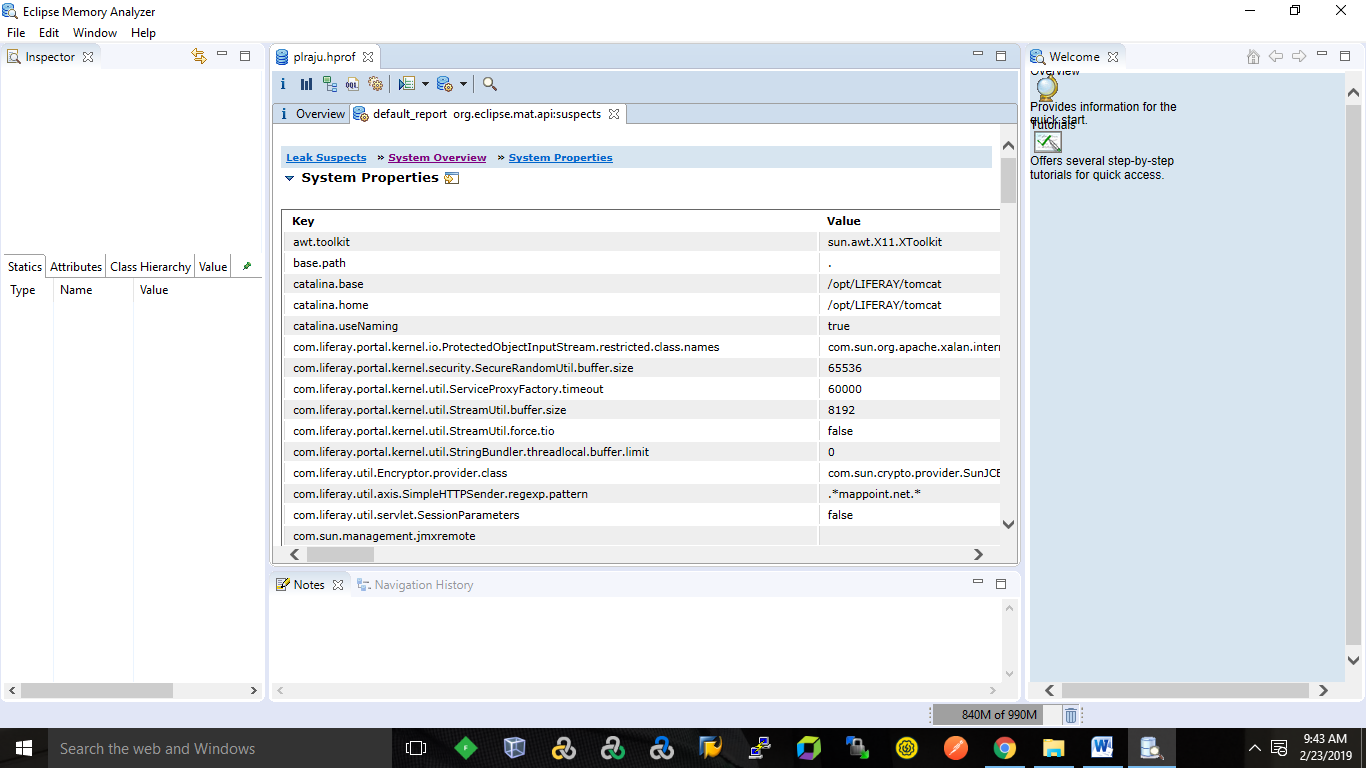 Eclipse Memory Analyzer
File Edit Window Help
Inspector
Statics Attributes Class Hierarchy Value
Type Name Value
plraju.hprof
OQL
i Overview default_report org.eclipse.mat.api:suspects
Leak Suspects » System Overview » System Properties
System Properties
Key Value
awt.toolkit sun.awt.X11.XToolkit
base.path .
catalina.base /opt/LIFERAY/tomcat
catalina.home /opt/LIFERAY/tomcat
catalina.useNaming true
com.liferay.portal.kernel.io.ProtectedObjectInputStream.restricted.class.names com.sun.org.apache.xalan.intern
com.liferay.portal.kernel.security.SecureRandomUtil.buffer.size 65536
com.liferay.portal.kernel.util.ServiceProxyFactory.timeout 60000
com.liferay.portal.kernel.util.StreamUtil.buffer.size 8192
com.liferay.portal.kernel.util.StreamUtil.force.tio false
com.liferay.portal.kernel.util.StringBundler.threadlocal.buffer.limit 0
com.liferay.util.Encryptor.provider.class com.sun.crypto.provider.SunJCE
com.liferay.util.axis.SimpleHTTPSender.regexp.pattern .*mappoint.net.*
com.liferay.util.servlet.SessionParameters false
com.sun.management.jmxremote
Notes Navigation History
Welcome
Overview
Provides information for the
quick start.
Tutorials
Offers several step-by-step
tutorials for quick access.
840M of 990M
Search the web and Windows
9:43 AM
2/23/2019